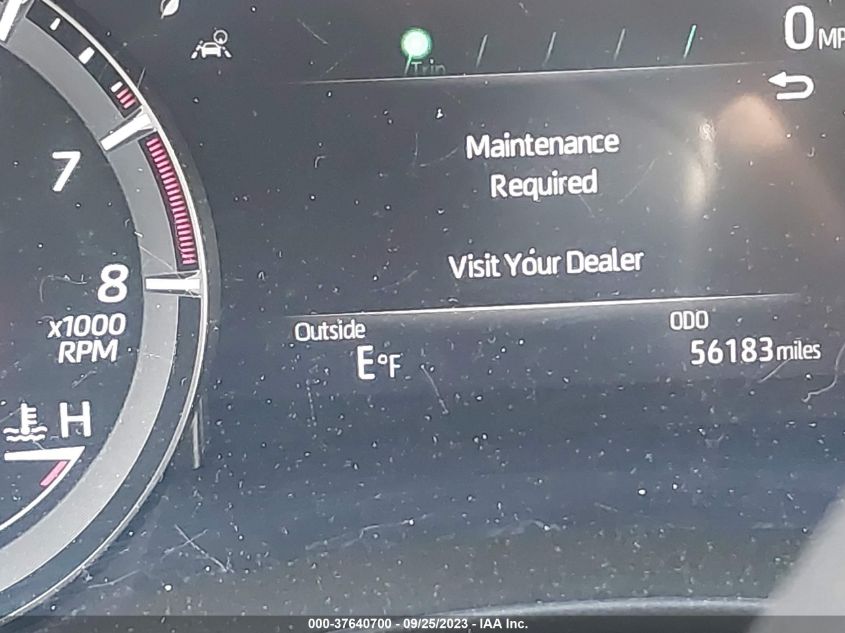 0 MP
Trip
Maintenance
Required
Visit Your Dealer
7
8
x1000
RPM
Outside
E°F
ODO
56183 miles
H
000-37640700 - 09/25/2023 - IAA Inc.